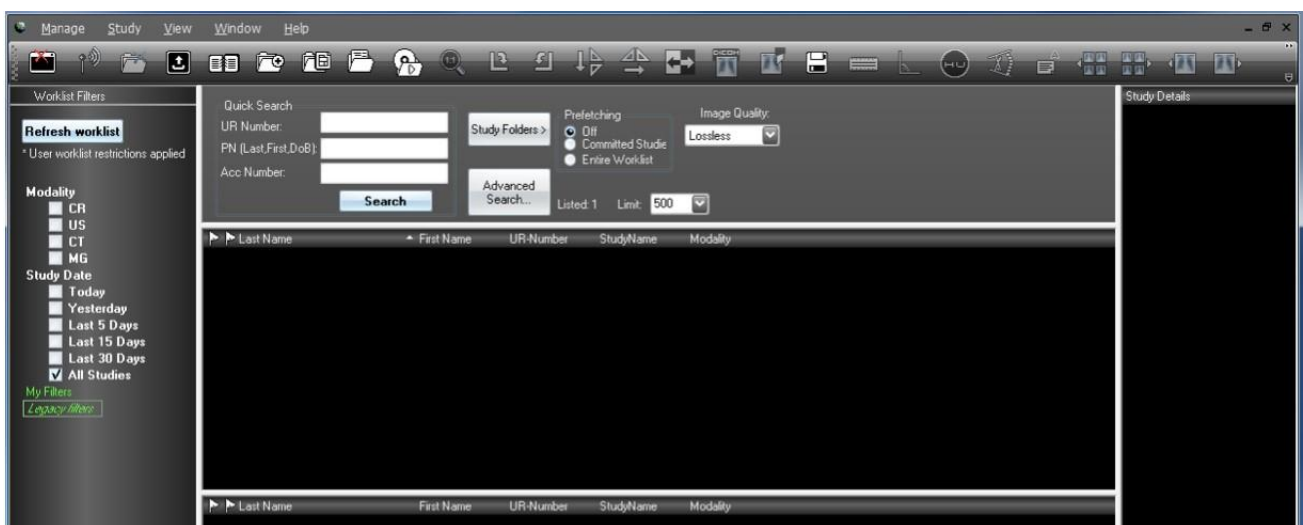 Manage Study View Window Help
1:1
DICOM
HU
Worklist Filters
Refresh worklist
* User worklist restrictions applied
Modality
CR
US
CT
MG
Study Date
Today
Yesterday
Last 5 Days
Last 15 Days
Last 30 Days
All Studies
My Filters
Legacy filters
Quick Search
UR Number:
PN (Last,First,DoB):
Acc Number:
Search
Study Folders >
Advanced
Search...
Prefetching
Off
Committed Studie
Entire Worklist
Listed: 1 Limit: 500
Image Quality:
Lossless
Last Name First Name UR-Number StudyName Modality
Last Name First Name UR-Number StudyName Modality
Study Details